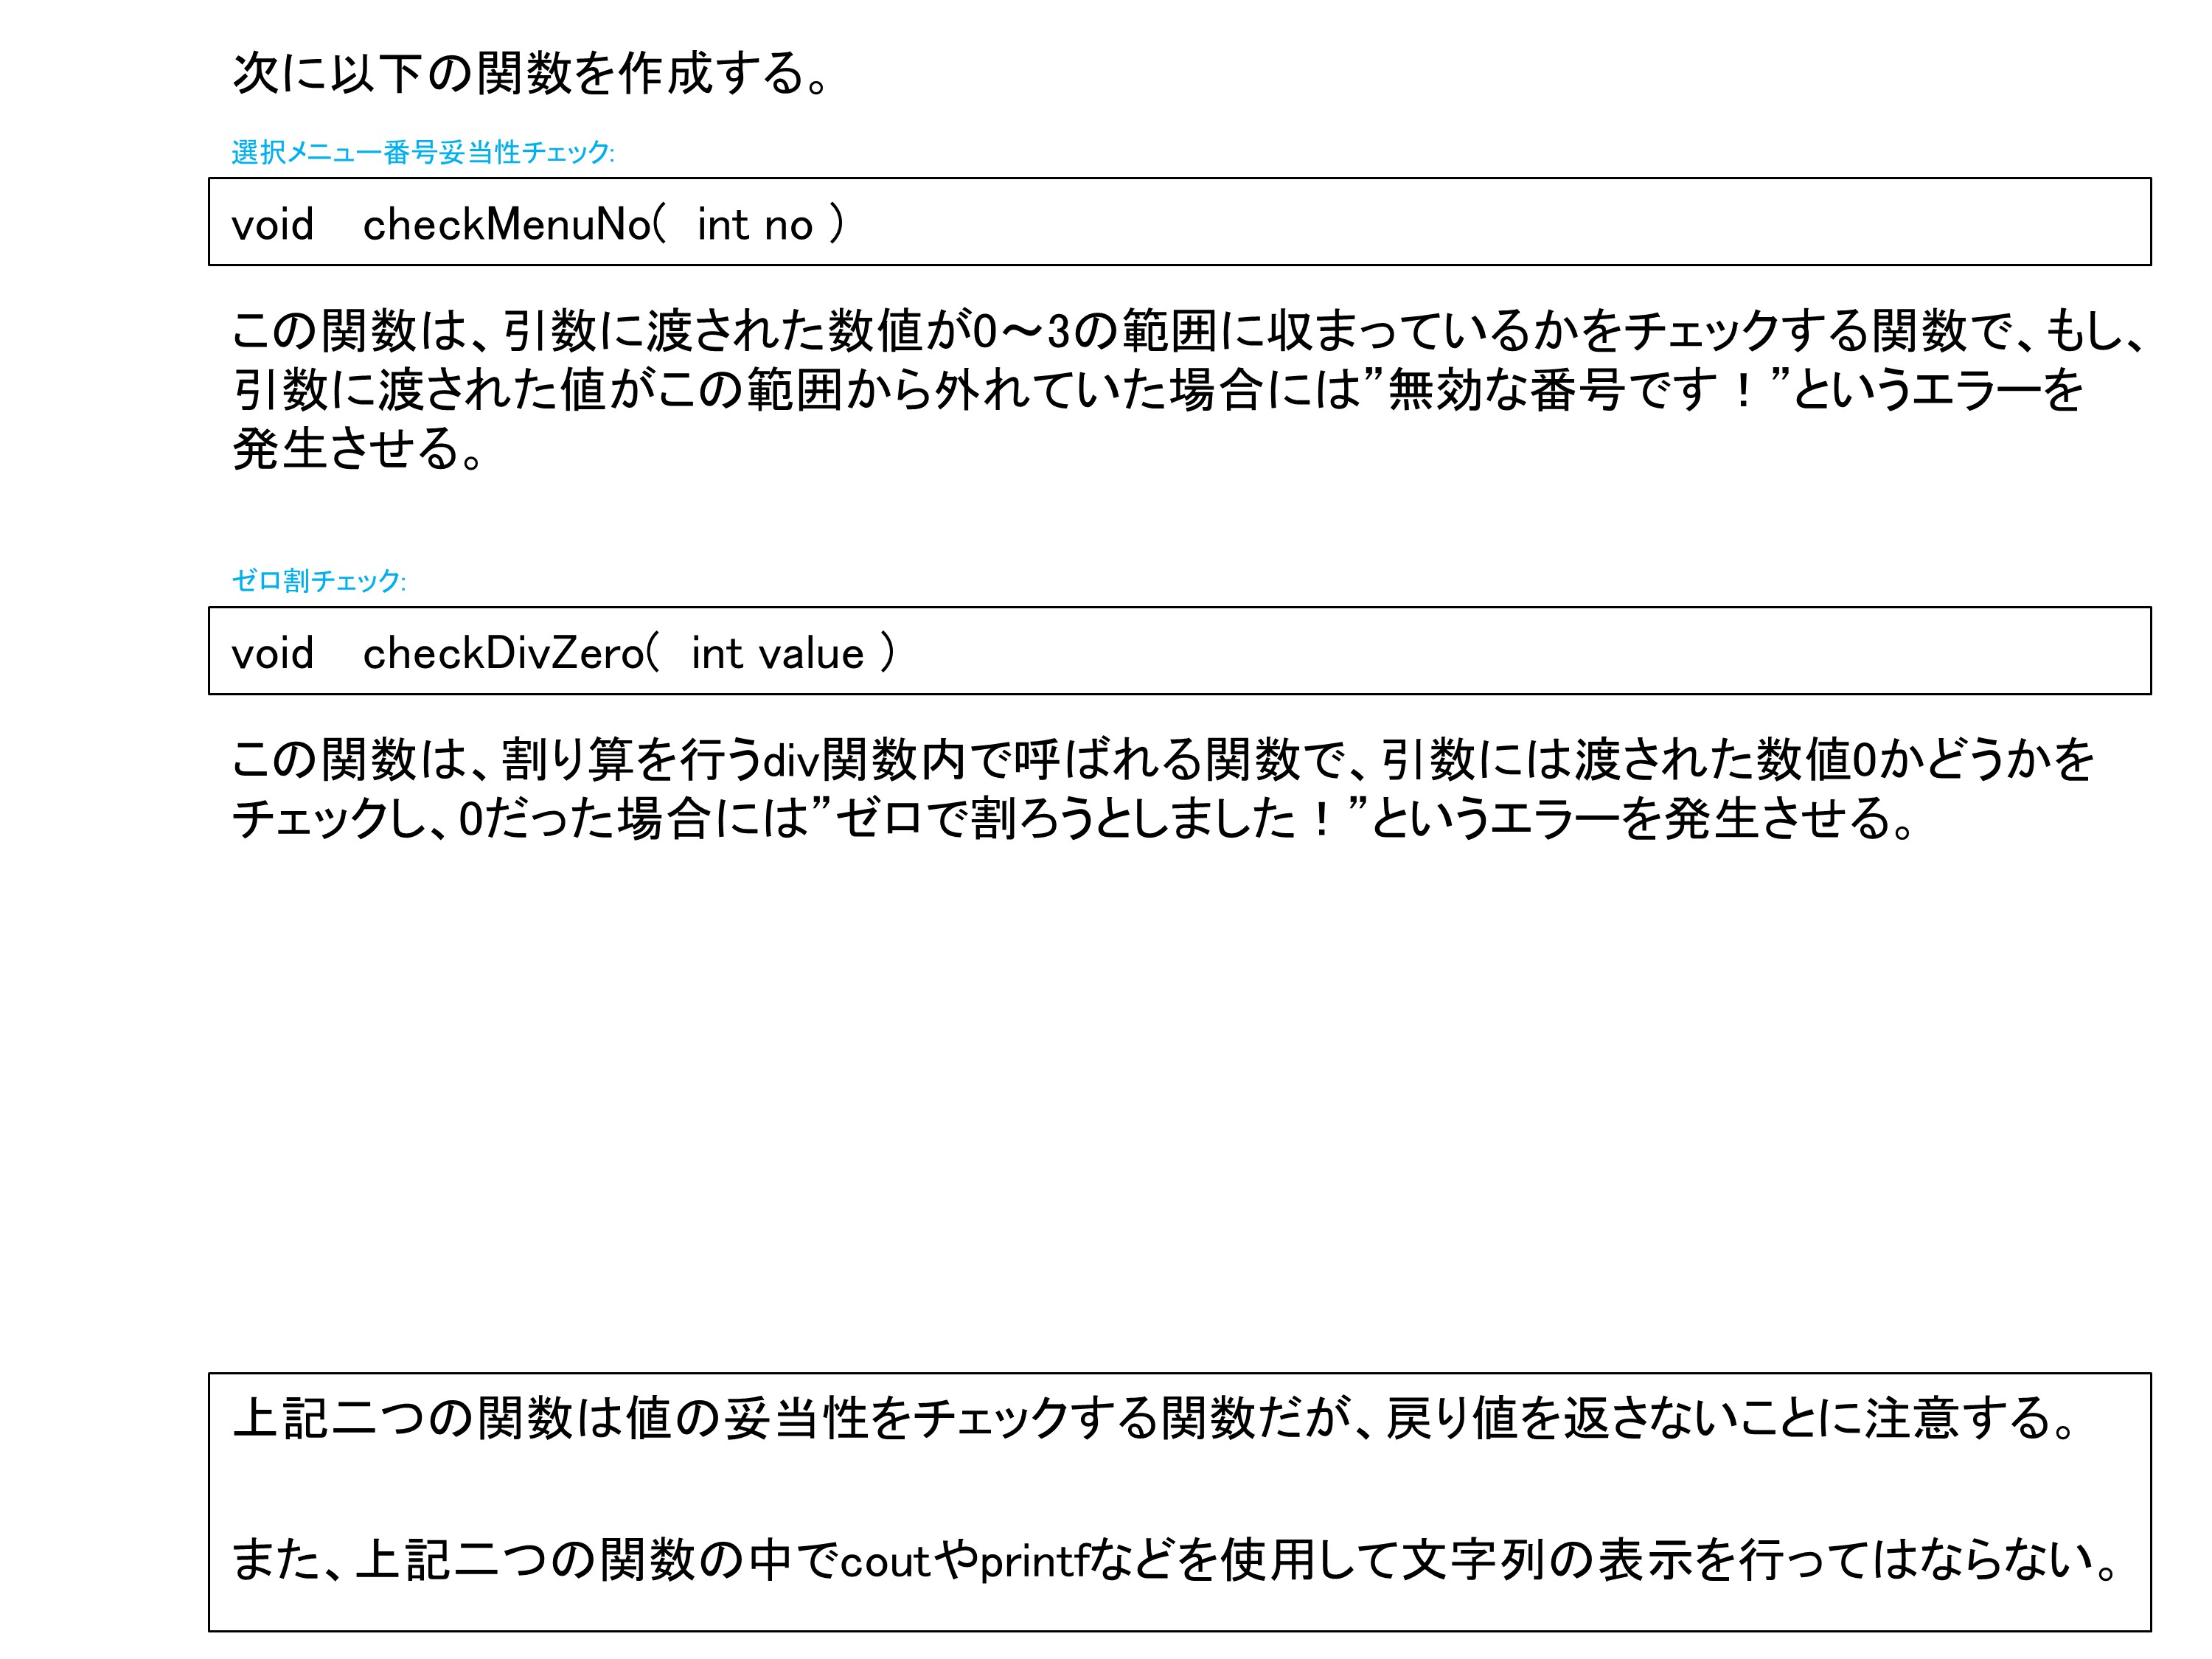 次に以下の関数を作成する。
選択メニュー番号妥当性チェック:
void checkMenuNo( int no )
この関数は、引数に渡された数値が0～3の範囲に収まっているかをチェックする関数で、もし、
引数に渡された値がこの範囲から外れていた場合には”無効な番号です！”というエラーを
発生させる。
ゼロ割チェック:
void checkDivZero( int value )
この関数は、割り算を行うdiv関数内で呼ばれる関数で、引数には渡された数値0かどうかを
チェックし、0だった場合には”ゼロで割ろうとしました！”というエラーを発生させる。
上記二つの関数は値の妥当性をチェックする関数だが、戻り値を返さないことに注意する。
また、上記二つの関数の中でcoutやprintfなどを使用して文字列の表示を行ってはならない。